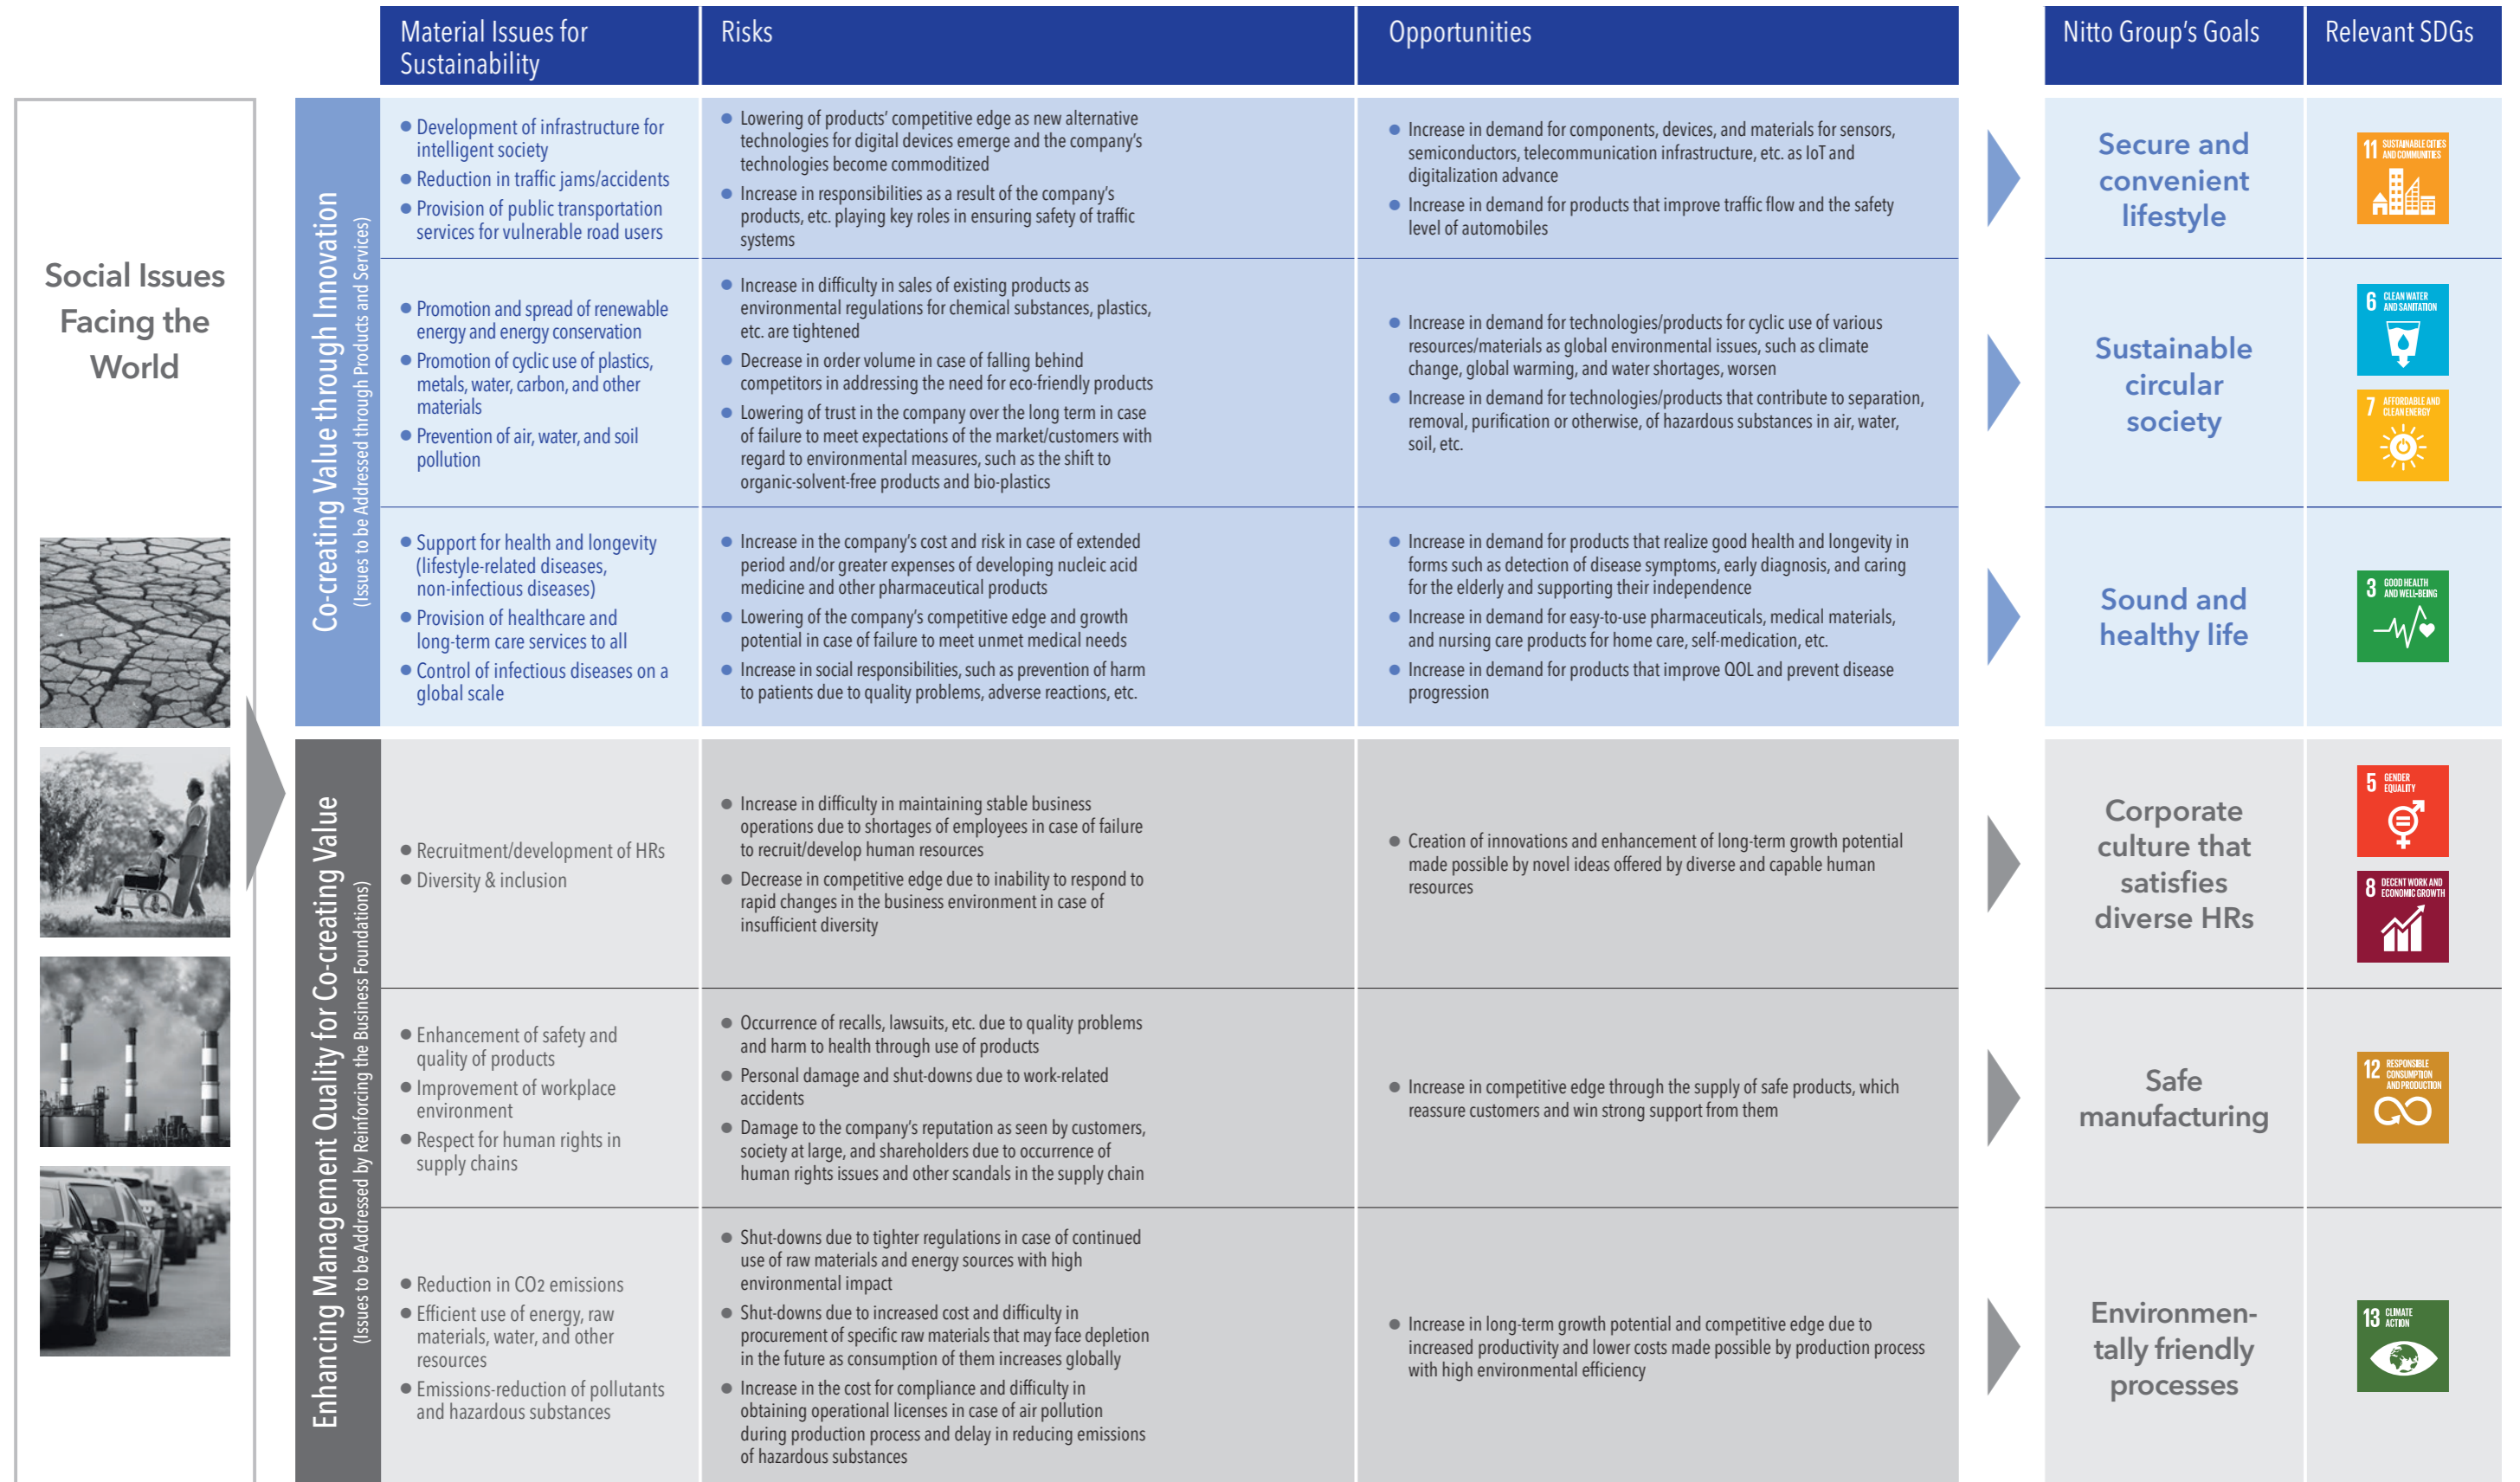 Material Issues for
Sustainability
Risks
Opportunities
Nitto Group's Goals
Relevant SDGs
Social Issues
Facing the
World
Co-creating Value through Innovation
(Issues to be Addressed through Products and Services)
● Development of infrastructure for
intelligent society
● Reduction in traffic jams/accidents
● Provision of public transportation
services for vulnerable road users
● Lowering of products' competitive edge as new alternative
technologies for digital devices emerge and the company's
technologies become commoditized
● Increase in responsibilities as a result of the company's
products, etc. playing key roles in ensuring safety of traffic
systems
● Increase in demand for components, devices, and materials for sensors,
semiconductors, telecommunication infrastructure, etc. as IoT and
digitalization advance
● Increase in demand for products that improve traffic flow and the safety
level of automobiles
Secure and
convenient
lifestyle
11 SUSTAINABLE CITIES
AND COMMUNITIES
● Promotion and spread of renewable
energy and energy conservation
● Promotion of cyclic use of plastics,
metals, water, carbon, and other
materials
● Prevention of air, water, and soil
pollution
● Increase in difficulty in sales of existing products as
environmental regulations for chemical substances, plastics,
etc. are tightened
● Decrease in order volume in case of falling behind
competitors in addressing the need for eco-friendly products
● Lowering of trust in the company over the long term in case
of failure to meet expectations of the market/customers with
regard to environmental measures, such as the shift to
organic-solvent-free products and bio-plastics
● Increase in demand for technologies/products for cyclic use of various
resources/materials as global environmental issues, such as climate
change, global warming, and water shortages, worsen
● Increase in demand for technologies/products that contribute to separation,
removal, purification or otherwise, of hazardous substances in air, water,
soil, etc.
Sustainable
circular
society
6 CLEAN WATER
AND SANITATION
7 AFFORDABLE AND
CLEAN ENERGY
● Support for health and longevity
(lifestyle-related diseases,
non-infectious diseases)
● Provision of healthcare and
long-term care services to all
● Control of infectious diseases on a
global scale
● Increase in the company's cost and risk in case of extended
period and/or greater expenses of developing nucleic acid
medicine and other pharmaceutical products
● Lowering of the company's competitive edge and growth
potential in case of failure to meet unmet medical needs
● Increase in social responsibilities, such as prevention of harm
to patients due to quality problems, adverse reactions, etc.
● Increase in demand for products that realize good health and longevity in
forms such as detection of disease symptoms, early diagnosis, and caring
for the elderly and supporting their independence
● Increase in demand for easy-to-use pharmaceuticals, medical materials,
and nursing care products for home care, self-medication, etc.
● Increase in demand for products that improve QOL and prevent disease
progression
Sound and
healthy life
3 GOOD HEALTH
AND WELL-BEING
Enhancing Management Quality for Co-creating Value
(Issues to be Addressed by Reinforcing the Business Foundations)
● Recruitment/development of HRs
● Diversity & inclusion
● Increase in difficulty in maintaining stable business
operations due to shortages of employees in case of failure
to recruit/develop human resources
● Decrease in competitive edge due to inability to respond to
rapid changes in the business environment in case of
insufficient diversity
● Creation of innovations and enhancement of long-term growth potential
made possible by novel ideas offered by diverse and capable human
resources
Corporate
culture that
satisfies
diverse HRs
5 GENDER
EQUALITY
8 DECENT WORK AND
ECONOMIC GROWTH
● Enhancement of safety and
quality of products
● Improvement of workplace
environment
● Respect for human rights in
supply chains
● Occurrence of recalls, lawsuits, etc. due to quality problems
and harm to health through use of products
● Personal damage and shut-downs due to work-related
accidents
● Damage to the company's reputation as seen by customers,
society at large, and shareholders due to occurrence of
human rights issues and other scandals in the supply chain
● Increase in competitive edge through the supply of safe products, which
reassure customers and win strong support from them
Safe
manufacturing
12 RESPONSIBLE
CONSUMPTION
AND PRODUCTION
● Reduction in CO2 emissions
● Efficient use of energy, raw
materials, water, and other
resources
● Emissions-reduction of pollutants
and hazardous substances
● Shut-downs due to tighter regulations in case of continued
use of raw materials and energy sources with high
environmental impact
● Shut-downs due to increased cost and difficulty in
procurement of specific raw materials that may face depletion
in the future as consumption of them increases globally
● Increase in the cost for compliance and difficulty in
obtaining operational licenses in case of air pollution
during production process and delay in reducing emissions
of hazardous substances
● Increase in long-term growth potential and competitive edge due to
increased productivity and lower costs made possible by production process
with high environmental efficiency
Environmen-
tally friendly
processes
13 CLIMATE
ACTION